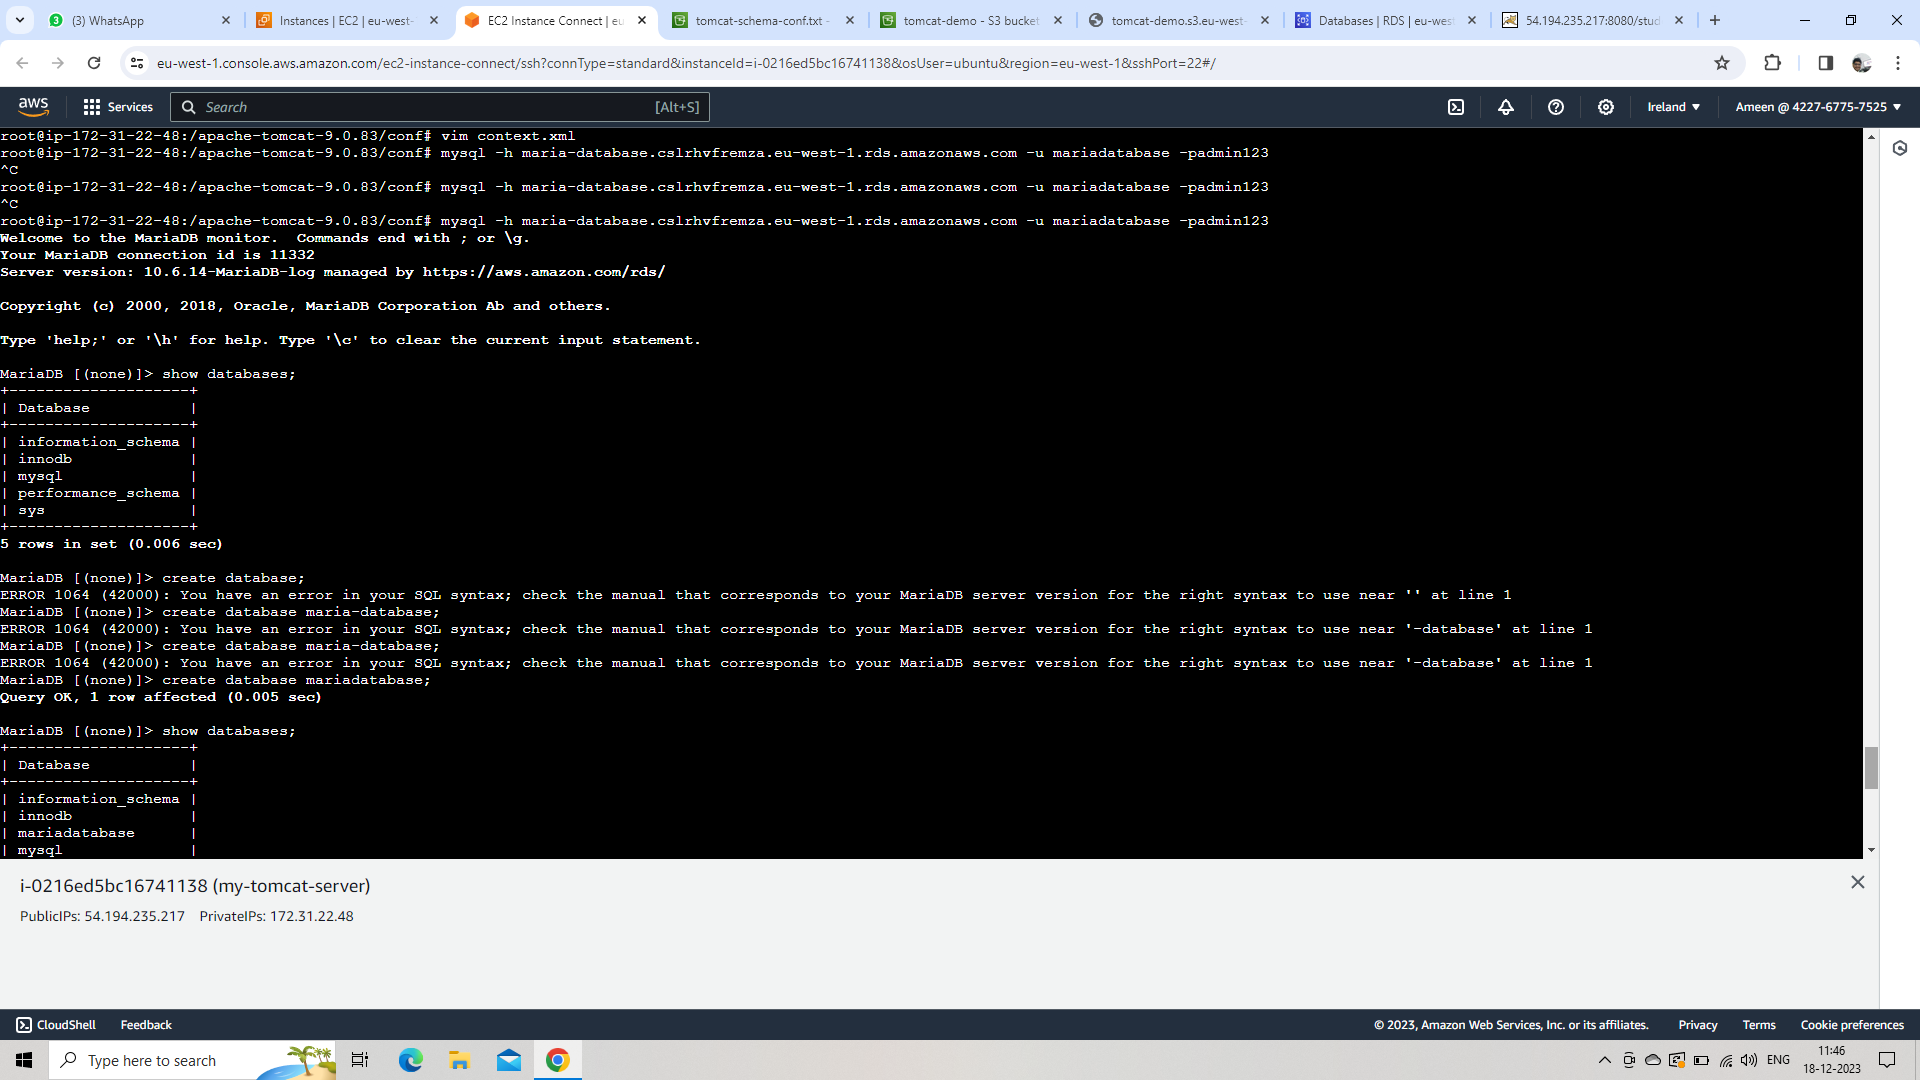 (3) WhatsApp
Instances | EC2 | eu-west-
EC2 Instance Connect | eu
tomcat-schema-conf.txt -
tomcat-demo - S3 bucket
tomcat-demo.s3.eu-west-
Databases | RDS | eu-wes
54.194.235.217:8080/stud
eu-west-1.console.aws.amazon.com/ec2-instance-connect/ssh?connType=standard&instanceId=i-0216ed5bc16741138&osUser=ubuntu&region=eu-west-1&sshPort=22#/
aws
Services
Search
[Alt+S]
Ireland
Ameen @ 4227-6775-7525
root@ip-172-31-22-48:/apache-tomcat-9.0.83/conf# vim context.xml
root@ip-172-31-22-48:/apache-tomcat-9.0.83/conf# mysql -h maria-database.cslrhvfremza.eu-west-1.rds.amazonaws.com -u mariadatabase -padmin123
^C
root@ip-172-31-22-48:/apache-tomcat-9.0.83/conf# mysql -h maria-database.cslrhvfremza.eu-west-1.rds.amazonaws.com -u mariadatabase -padmin123
^C
root@ip-172-31-22-48:/apache-tomcat-9.0.83/conf# mysql -h maria-database.cslrhvfremza.eu-west-1.rds.amazonaws.com -u mariadatabase -padmin123
Welcome to the MariaDB monitor.  Commands end with ; or \g.
Your MariaDB connection id is 11332
Server version: 10.6.14-MariaDB-log managed by https://aws.amazon.com/rds/
Copyright (c) 2000, 2018, Oracle, MariaDB Corporation Ab and others.
Type 'help;' or '\h' for help. Type '\c' to clear the current input statement.
MariaDB [(none)]> show databases;
+--------------------+
| Database           |
+--------------------+
| information_schema |
| innodb             |
| mysql              |
| performance_schema |
| sys                |
+--------------------+
5 rows in set (0.006 sec)
MariaDB [(none)]> create database;
ERROR 1064 (42000): You have an error in your SQL syntax; check the manual that corresponds to your MariaDB server version for the right syntax to use near '' at line 1
MariaDB [(none)]> create database maria-database;
ERROR 1064 (42000): You have an error in your SQL syntax; check the manual that corresponds to your MariaDB server version for the right syntax to use near '-database' at line 1
MariaDB [(none)]> create database maria-database;
ERROR 1064 (42000): You have an error in your SQL syntax; check the manual that corresponds to your MariaDB server version for the right syntax to use near '-database' at line 1
MariaDB [(none)]> create database mariadatabase;
Query OK, 1 row affected (0.005 sec)
MariaDB [(none)]> show databases;
+--------------------+
| Database           |
+--------------------+
| information_schema |
| innodb             |
| mariadatabase      |
| mysql              |
i-0216ed5bc16741138 (my-tomcat-server)
PublicIPs: 54.194.235.217 PrivateIPs: 172.31.22.48
CloudShell
Feedback
© 2023, Amazon Web Services, Inc. or its affiliates.
Privacy
Terms
Cookie preferences
Type here to search
ENG
11:46
18-12-2023